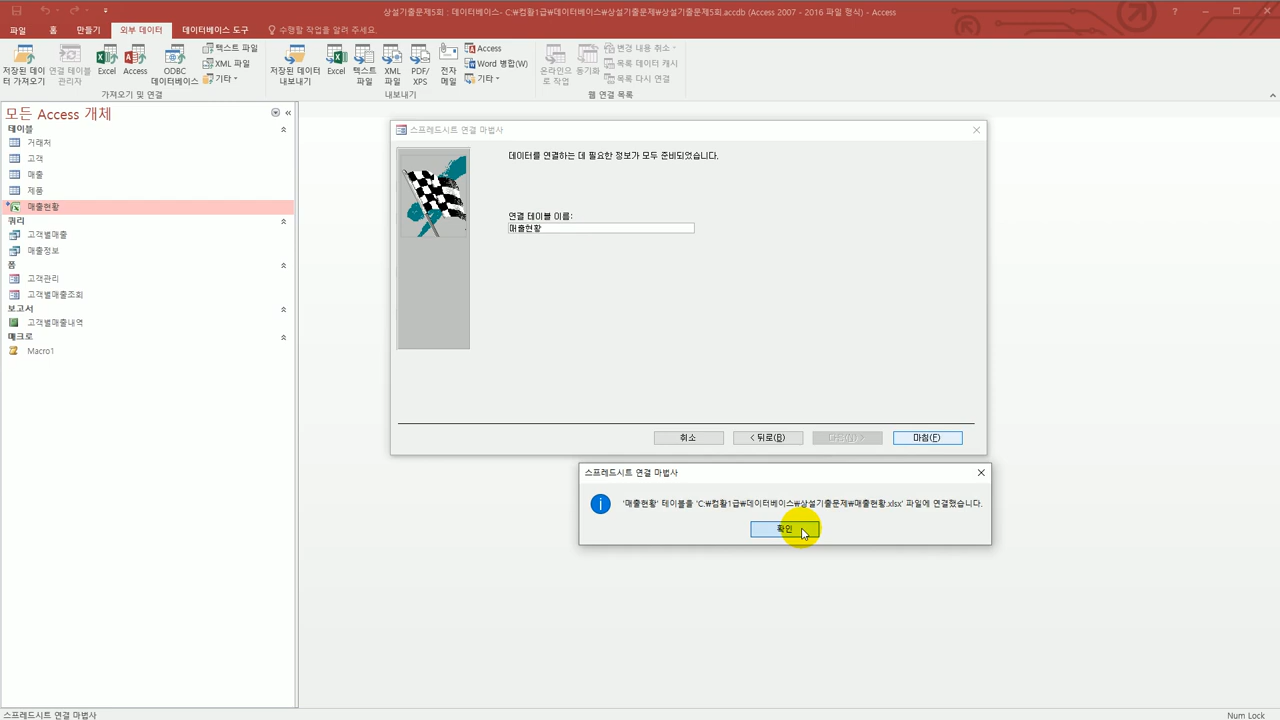 상설기출문제5회 : 데이터베이스- C:₩컴활1급₩데이터베이스₩상설기출문제₩상설기출문제5회.accdb (Access 2007 - 2016 파일 형식) - Access
파일
홈
만들기
외부 데이터
데이터베이스 도구
수행할 작업을 알려 주세요.
저장된 데이터 가져오기
연결 테이블 관리자
Excel
Access
ODBC 데이터베이스
텍스트 파일
XML 파일
기타
가져오기 및 연결
저장된 데이터 내보내기
Excel
텍스트 파일
XML 파일
PDF/XPS
전자 메일
Access
Word 병합(W)
기타
내보내기
온라인으로 작업
동기화
변경 내용 취소
목록 데이터 캐시
목록 다시 연결
웹 연결 목록
모든 Access 개체
테이블
거래처
고객
매출
제품
매출현황
쿼리
고객별매출
매출정보
폼
고객관리
고객별매출조회
보고서
고객별매출내역
매크로
Macro1
스프레드시트 연결 마법사
데이터를 연결하는 데 필요한 정보가 모두 준비되었습니다.
연결 테이블 이름:
매출현황
취소
< 뒤로(B)
다음(N) >
마침(F)
스프레드시트 연결 마법사
'매출현황' 테이블을 'C:₩컴활1급₩데이터베이스₩상설기출문제₩매출현황.xlsx' 파일에 연결했습니다.
확인
스프레드시트 연결 마법사
Num Lock